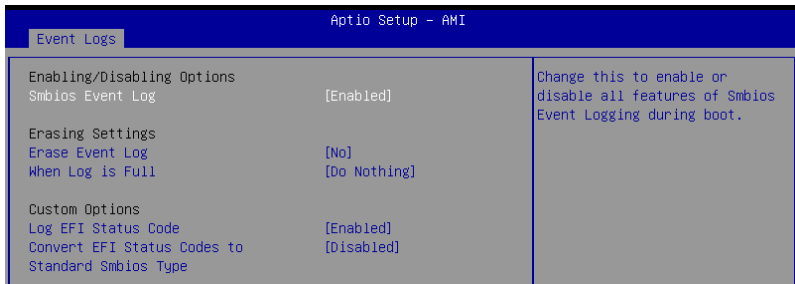 Aptio Setup – AMI
Event Logs
Enabling/Disabling Options
Smbios Event Log [Enabled]
Erasing Settings
Erase Event Log [No]
When Log is Full [Do Nothing]
Custom Options
Log EFI Status Code [Enabled]
Convert EFI Status Codes to [Disabled]
Standard Smbios Type
Change this to enable or
disable all features of Smbios
Event Logging during boot.